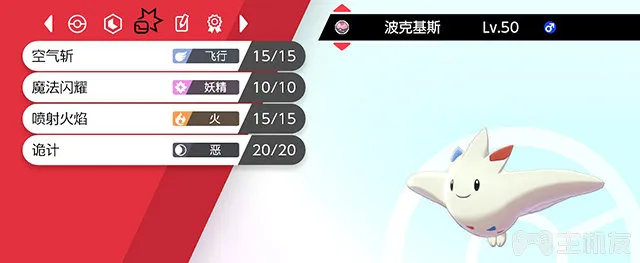 波克基斯 Lv.50 ♂
空气斩 飞行 15/15
魔法闪耀 妖精 10/10
喷射火焰 火 15/15
诡计 恶 20/20